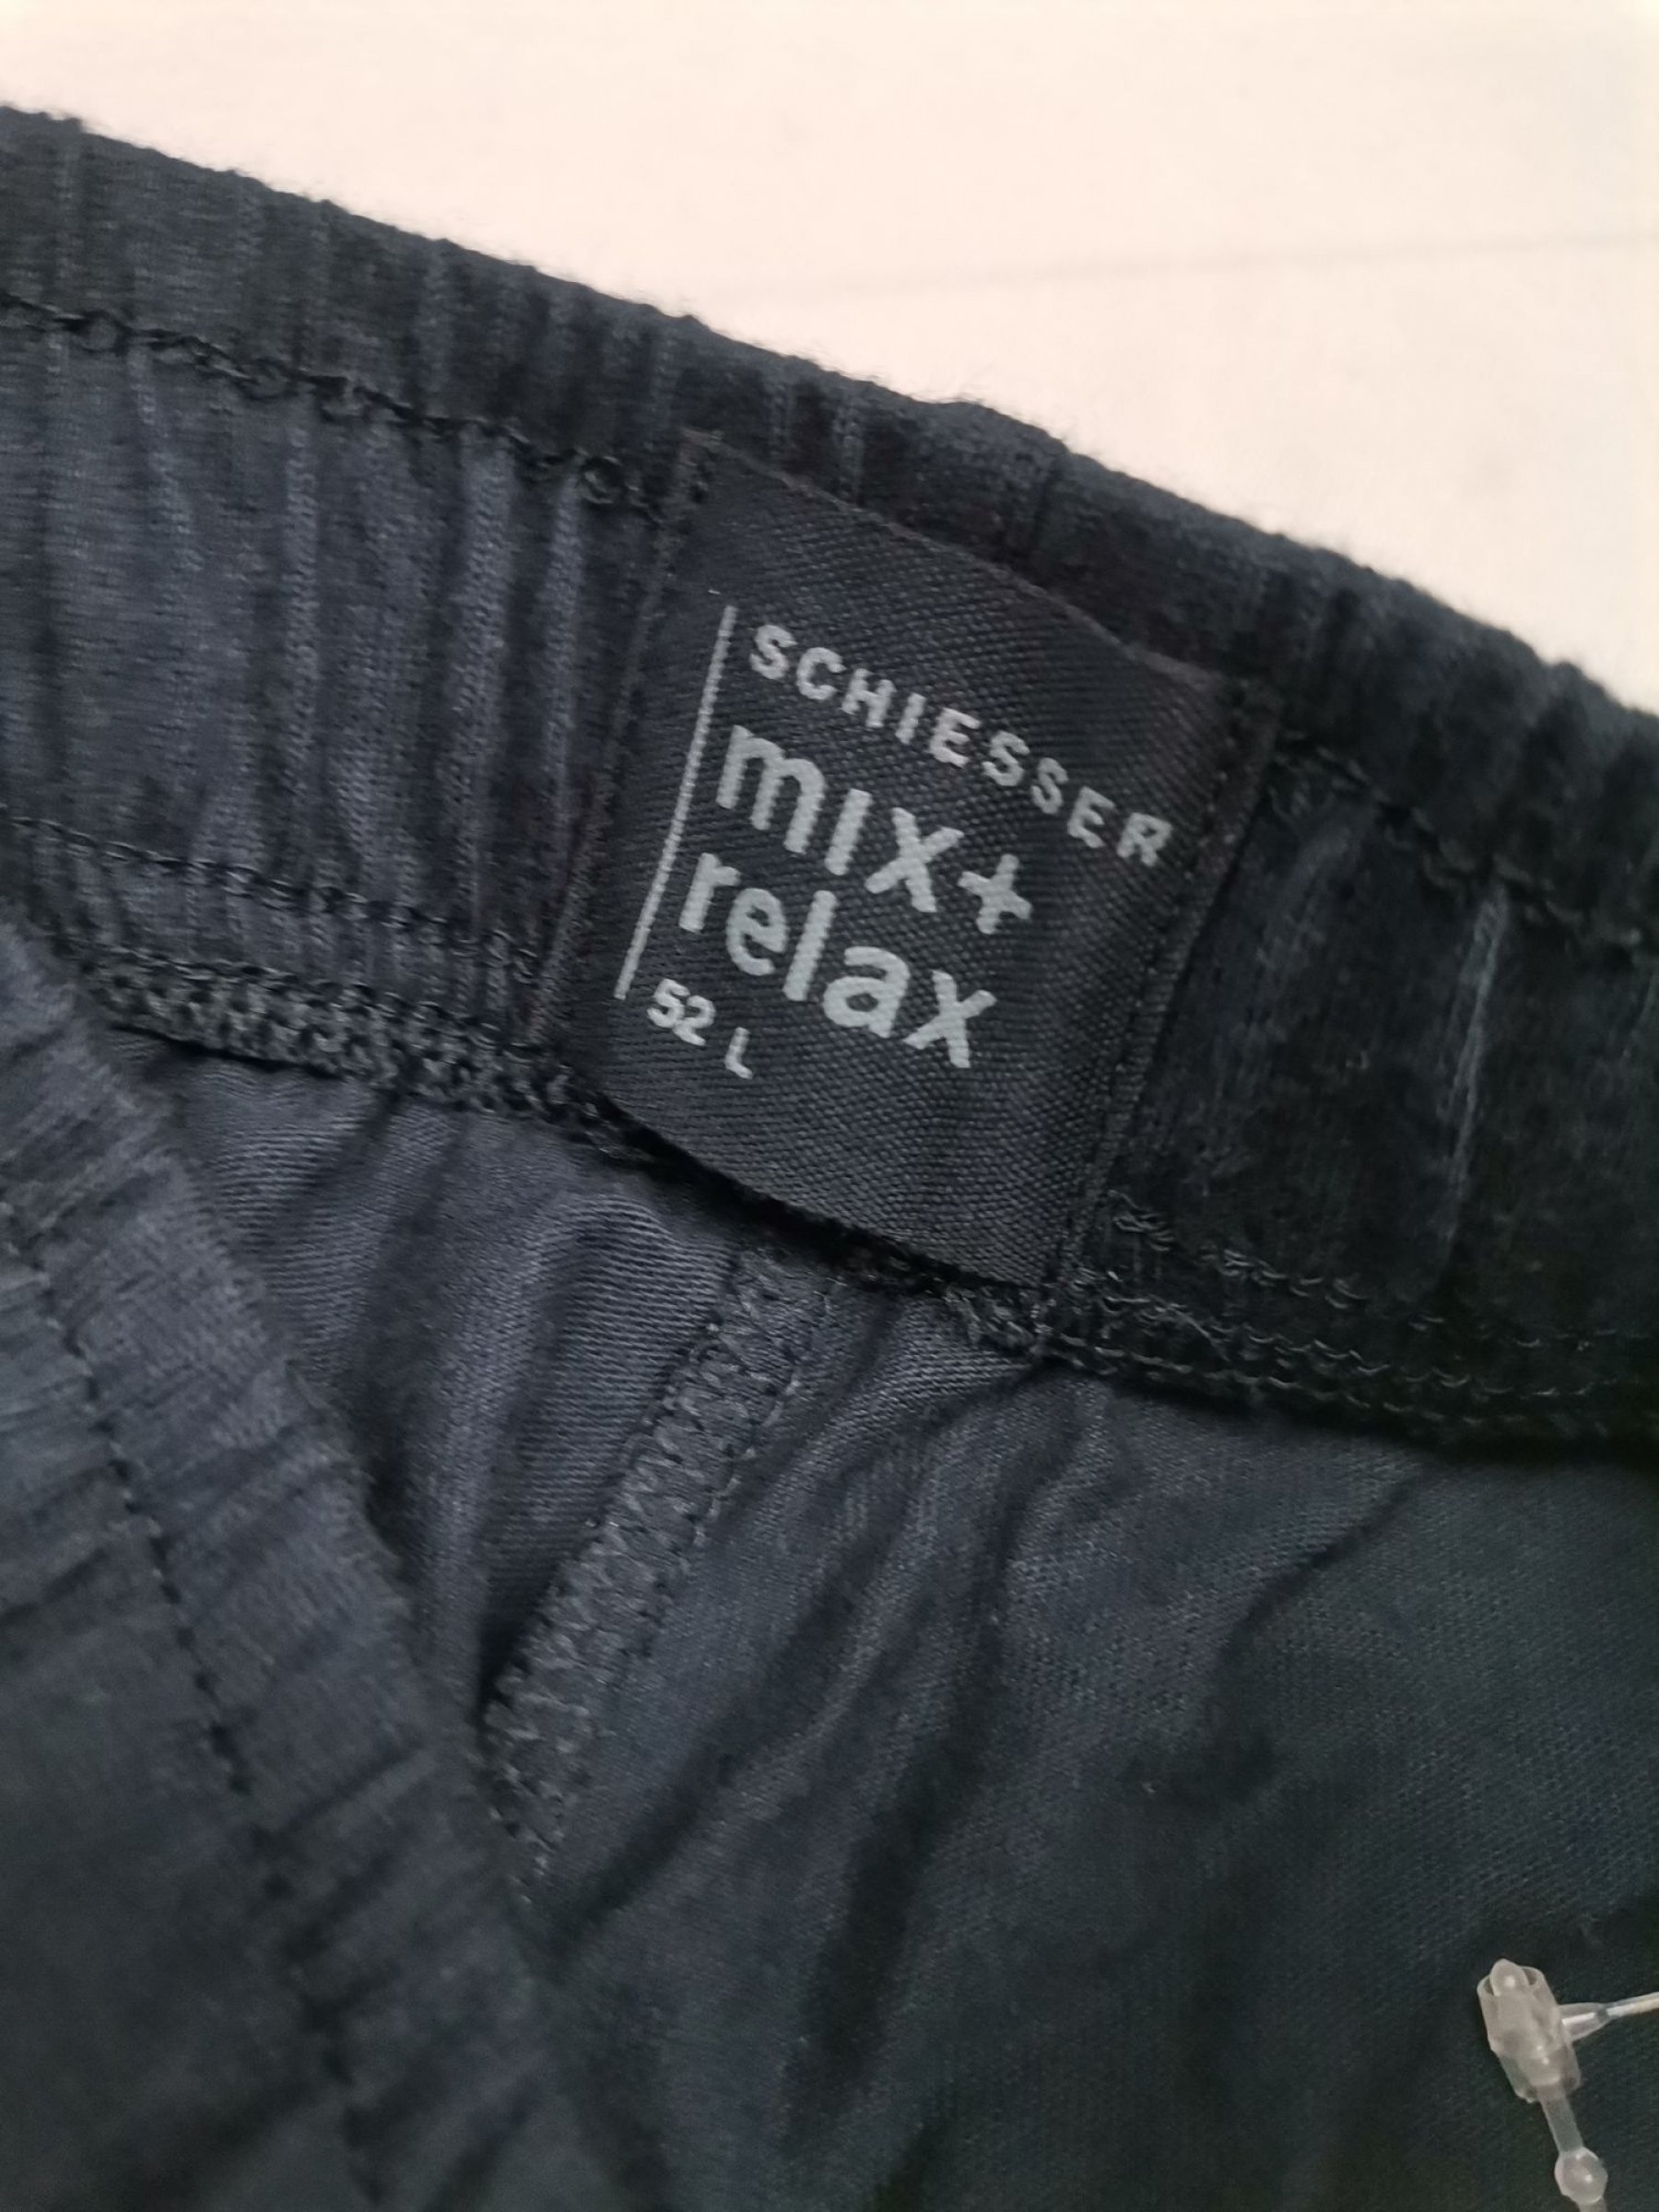 SCHIESSER
mix+
relax
52 L